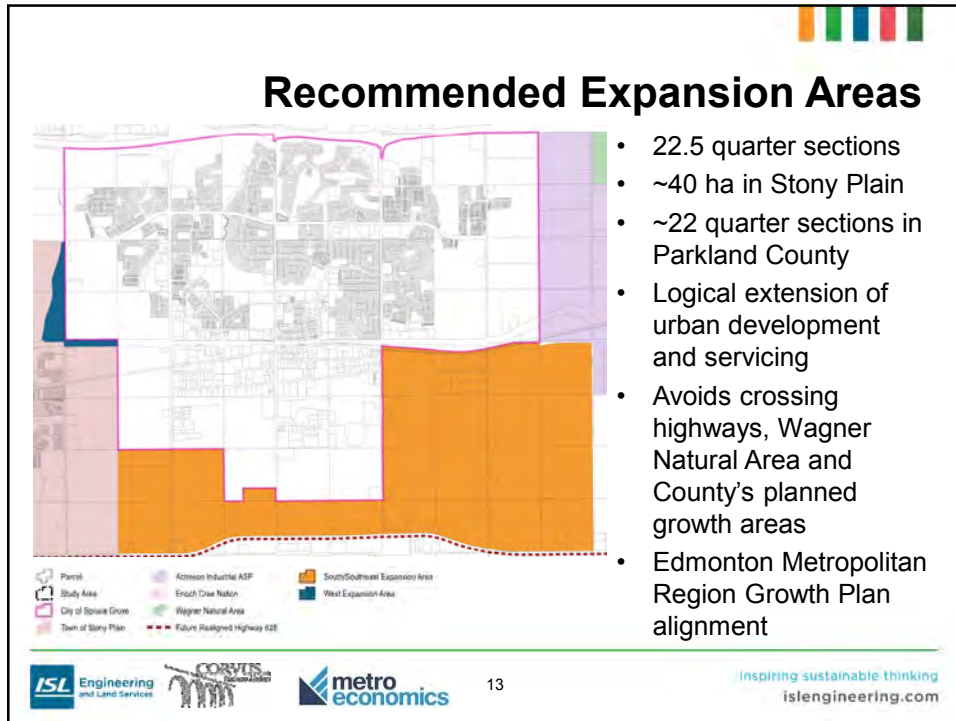 Recommended Expansion Areas
• 22.5 quarter sections
• ~40 ha in Stony Plain
• ~22 quarter sections in
Parkland County
• Logical extension of
urban development
and servicing
• Avoids crossing
highways, Wagner
Natural Area and
County's planned
growth areas
• Edmonton Metropolitan
Region Growth Plan
alignment
Parcel
Study Area
City of Spruce Grove
Town of Stony Plain
Acheson Industrial ASP
Enoch Cree Nation
Wagner Natural Area
Future Realigned Highway 628
South/Southeast Expansion Area
West Expansion Area
ISL Engineering
and Land Services
CORVUS
metro
economics
13
inspiring sustainable thinking
islengineering.com